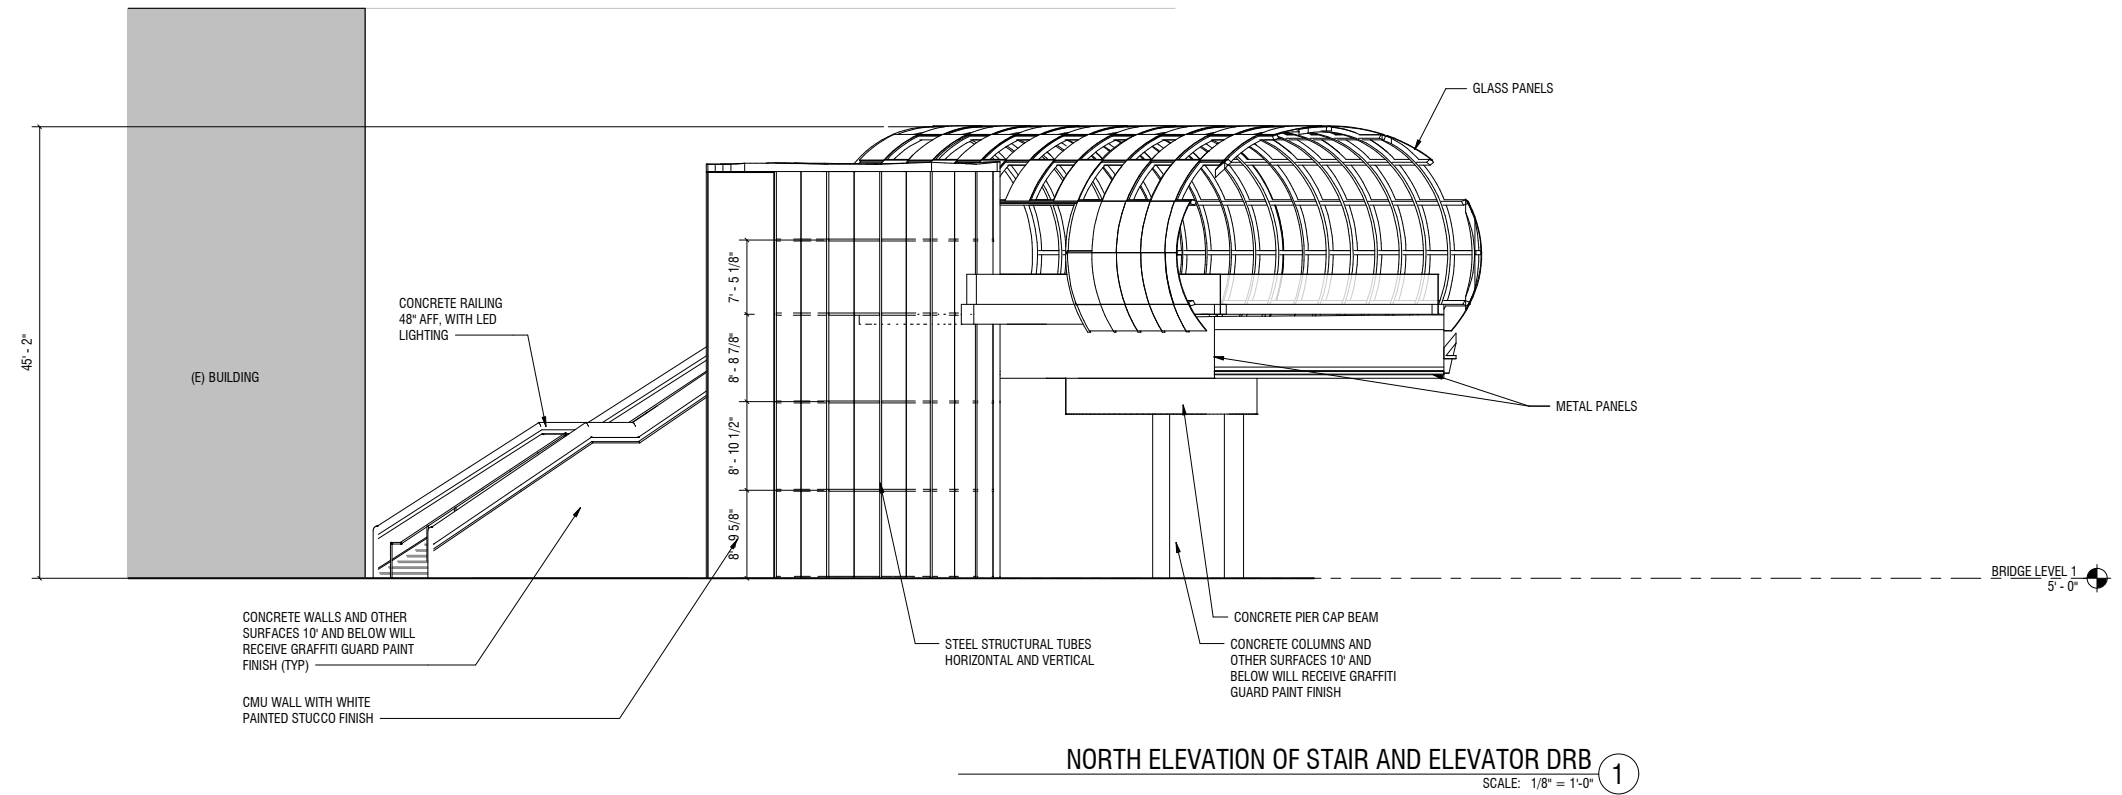 GLASS PANELS
CONCRETE RAILING
48" AFF, WITH LED
LIGHTING
45' - 2"
(E) BUILDING
7' - 5 1/8"
8' - 8 7/8"
8' - 10 1/2"
8' - 9 5/8"
METAL PANELS
BRIDGE LEVEL 1
5' - 0"
CONCRETE WALLS AND OTHER
SURFACES 10' AND BELOW WILL
RECEIVE GRAFFITI GUARD PAINT
FINISH (TYP)
CMU WALL WITH WHITE
PAINTED STUCCO FINISH
STEEL STRUCTURAL TUBES
HORIZONTAL AND VERTICAL
CONCRETE PIER CAP BEAM
CONCRETE COLUMNS AND
OTHER SURFACES 10' AND
BELOW WILL RECEIVE GRAFFITI
GUARD PAINT FINISH
NORTH ELEVATION OF STAIR AND ELEVATOR DRB
1
SCALE: 1/8" = 1'-0"